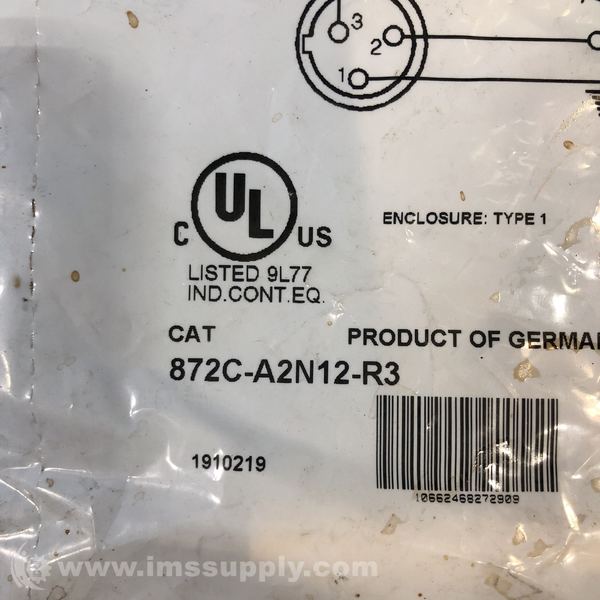 3
2
1
UL
C US
LISTED 9L77
IND.CONT.EQ.
ENCLOSURE: TYPE 1
CAT
PRODUCT OF GERMA
872C-A2N12-R3
1910219
10662468272909
www.imssupply.com